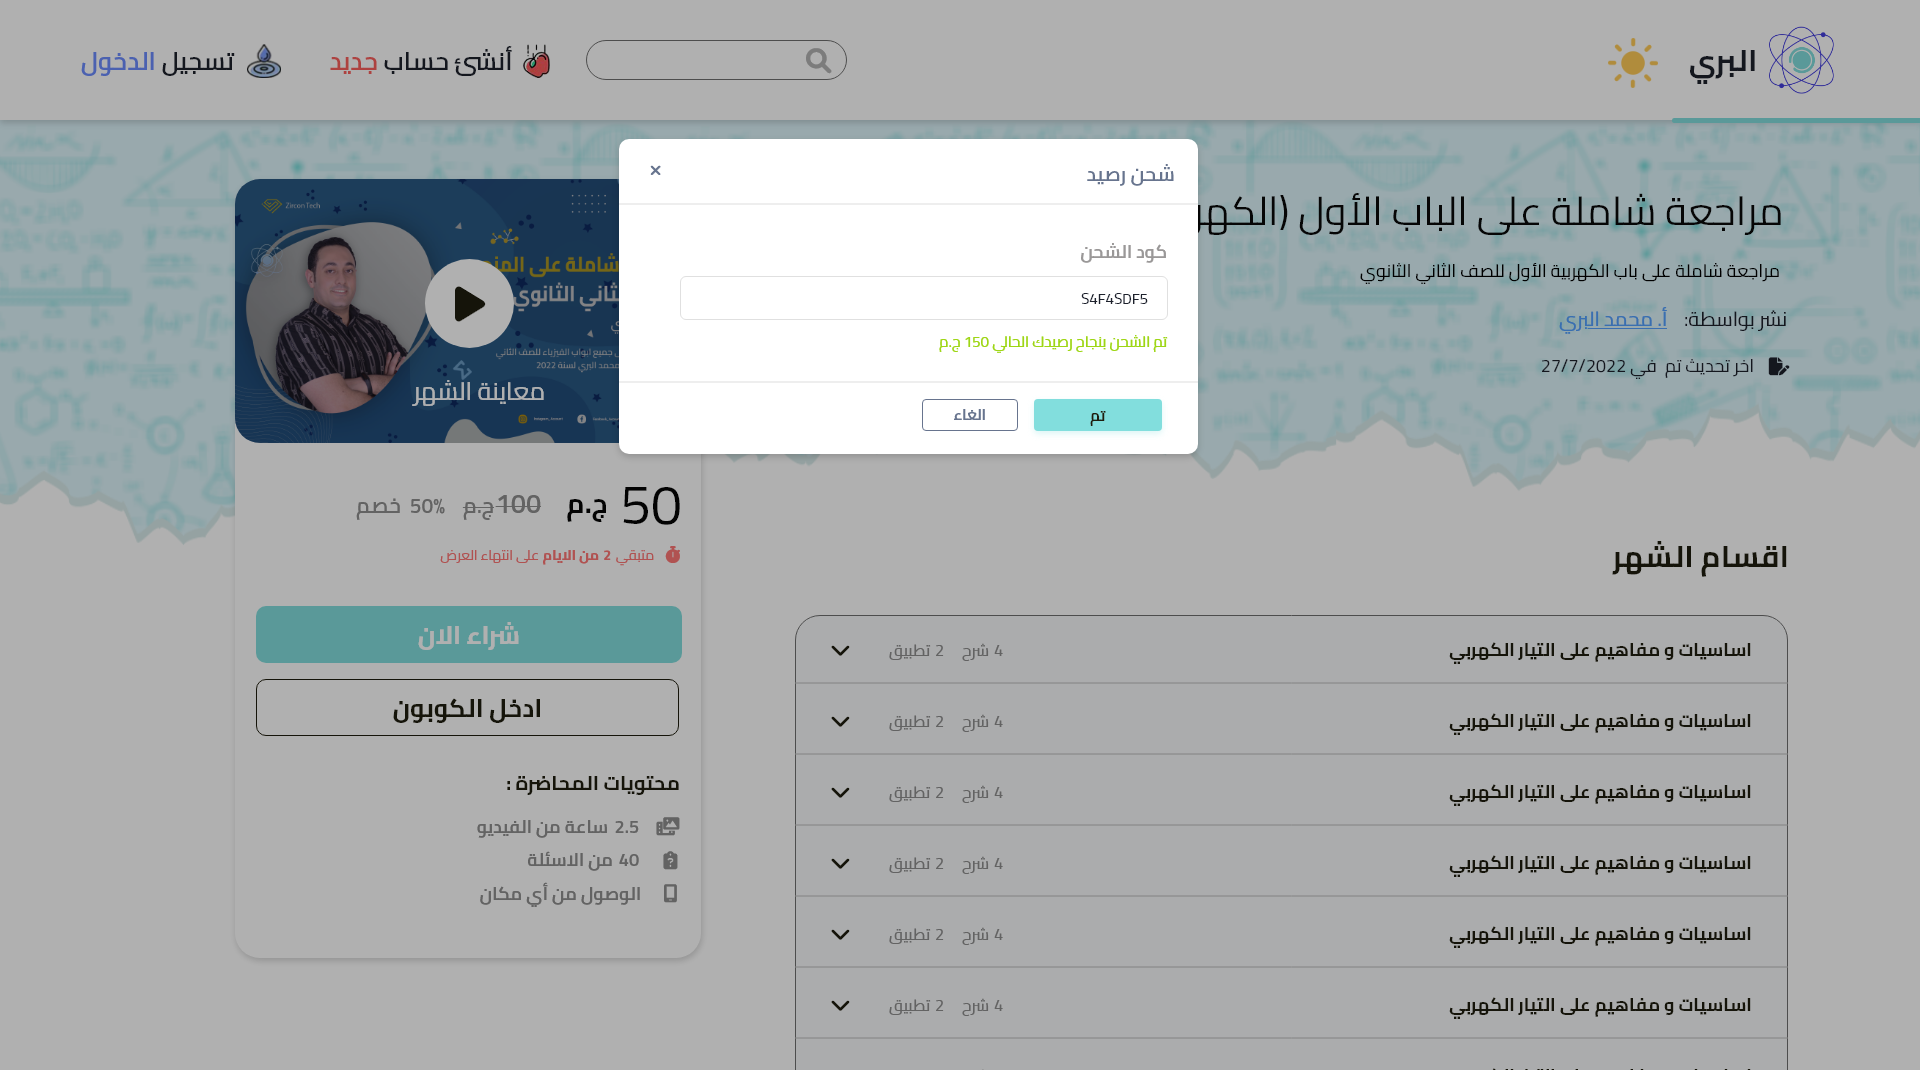 البري
أنشئ حساب جديد
تسجيل الدخول
شحن رصيد
×
كود الشحن
S4F4SDF5
تم الشحن بنجاح رصيدك الحالي 150 ج.م
تم
الغاء
مراجعة شاملة على الباب الأول (الكهر
مراجعة شاملة على باب الكهربية الأول للصف الثاني الثانوي
نشر بواسطة: أ. محمد البري
اخر تحديث تم في 27/7/2022
Zircon Tech
شاملة على المنه
الثاني الثانوي
جميع ابواب الفيزياء للصف الثاني
محمد البري لسنة 2022
معاينة الشهر
50 ج.م 100ج.م 50% خصم
متبقي 2 من الايام على انتهاء العرض
شراء الان
ادخل الكوبون
محتويات المحاضرة :
2.5 ساعة من الفيديو
40 من الاسئلة
الوصول من أي مكان
اقسام الشهر
اساسيات و مفاهيم على التيار الكهربي 4 شرح 2 تطبيق
اساسيات و مفاهيم على التيار الكهربي 4 شرح 2 تطبيق
اساسيات و مفاهيم على التيار الكهربي 4 شرح 2 تطبيق
اساسيات و مفاهيم على التيار الكهربي 4 شرح 2 تطبيق
اساسيات و مفاهيم على التيار الكهربي 4 شرح 2 تطبيق
اساسيات و مفاهيم على التيار الكهربي 4 شرح 2 تطبيق